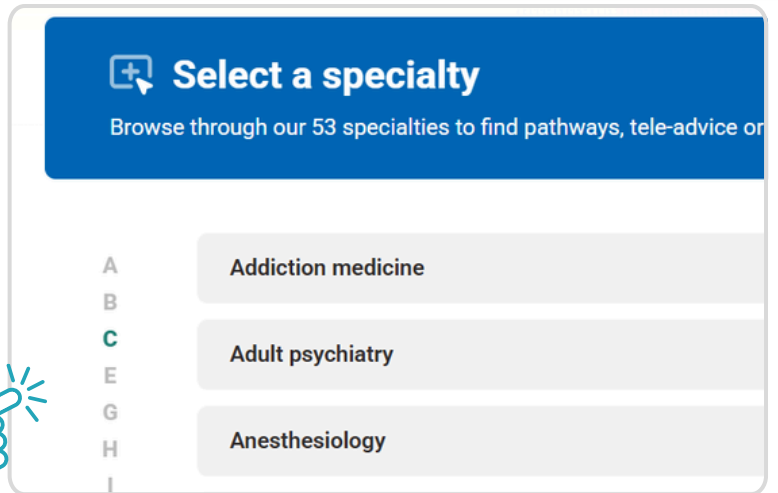 Select a specialty
Browse through our 53 specialties to find pathways, tele-advice or
A
B
C
E
G
H
I
Addiction medicine
Adult psychiatry
Anesthesiology